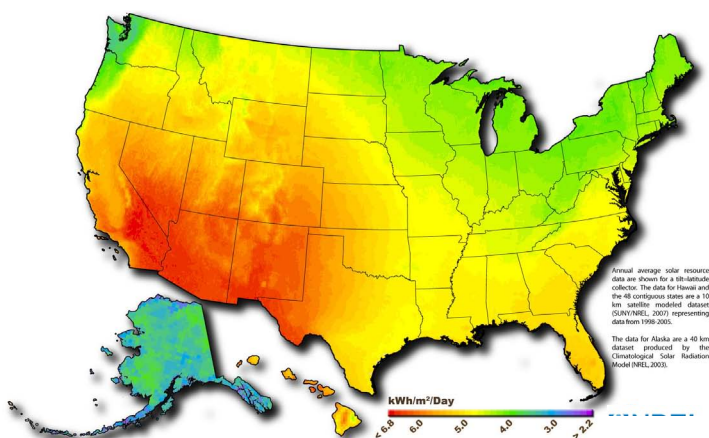 Annual average solar resource
data are shown for a tilt=latitude
collector. The data for Hawaii and
the 48 contiguous states are a 10
km satellite modeled dataset
(SUNY/NREL, 2007) representing
data from 1998-2005.
The data for Alaska are a 40 km
dataset produced by the
Climatological Solar Radiation
Model (NREL, 2003).
kWh/m²/Day
< 6.8 6.0 5.0 4.0 3.0 > 2.2